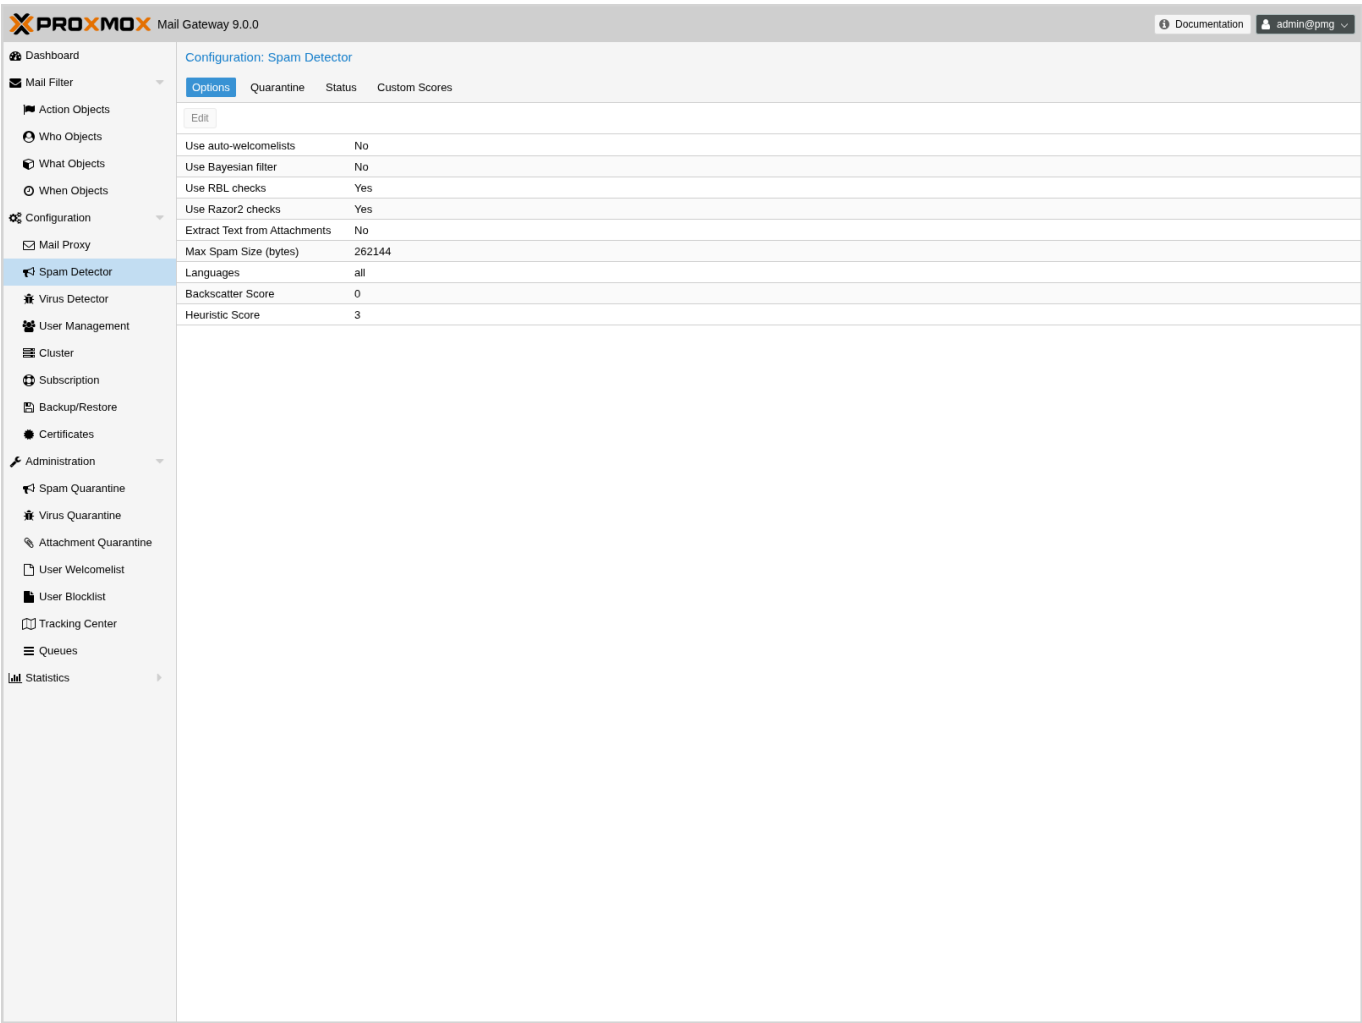 PROXMOX Mail Gateway 9.0.0
Documentation
admin@pmg
Dashboard
Mail Filter
Action Objects
Who Objects
What Objects
When Objects
Configuration
Mail Proxy
Spam Detector
Virus Detector
User Management
Cluster
Subscription
Backup/Restore
Certificates
Administration
Spam Quarantine
Virus Quarantine
Attachment Quarantine
User Welcomelist
User Blocklist
Tracking Center
Queues
Statistics
Configuration: Spam Detector
Options Quarantine Status Custom Scores
Edit
Use auto-welcomelists No
Use Bayesian filter No
Use RBL checks Yes
Use Razor2 checks Yes
Extract Text from Attachments No
Max Spam Size (bytes) 262144
Languages all
Backscatter Score 0
Heuristic Score 3